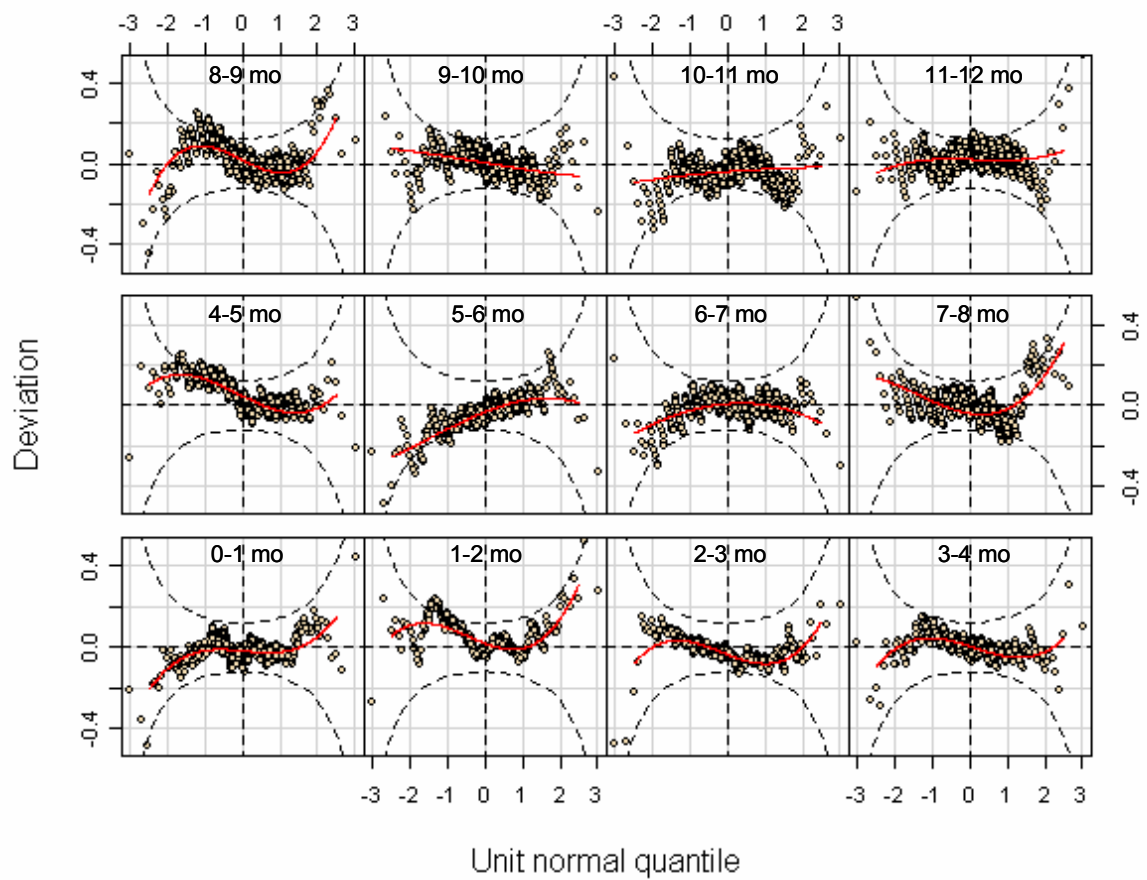 -3 -2 -1 0 1 2 3 -3 -2 -1 0 1 2 3
8-9 mo 9-10 mo 10-11 mo 11-12 mo
0.4
0.0
-0.4
4-5 mo 5-6 mo 6-7 mo 7-8 mo
0.4
0.0
-0.4
Deviation
0-1 mo 1-2 mo 2-3 mo 3-4 mo
0.4
0.0
-0.4
-3 -2 -1 0 1 2 3 -3 -2 -1 0 1 2 3
Unit normal quantile